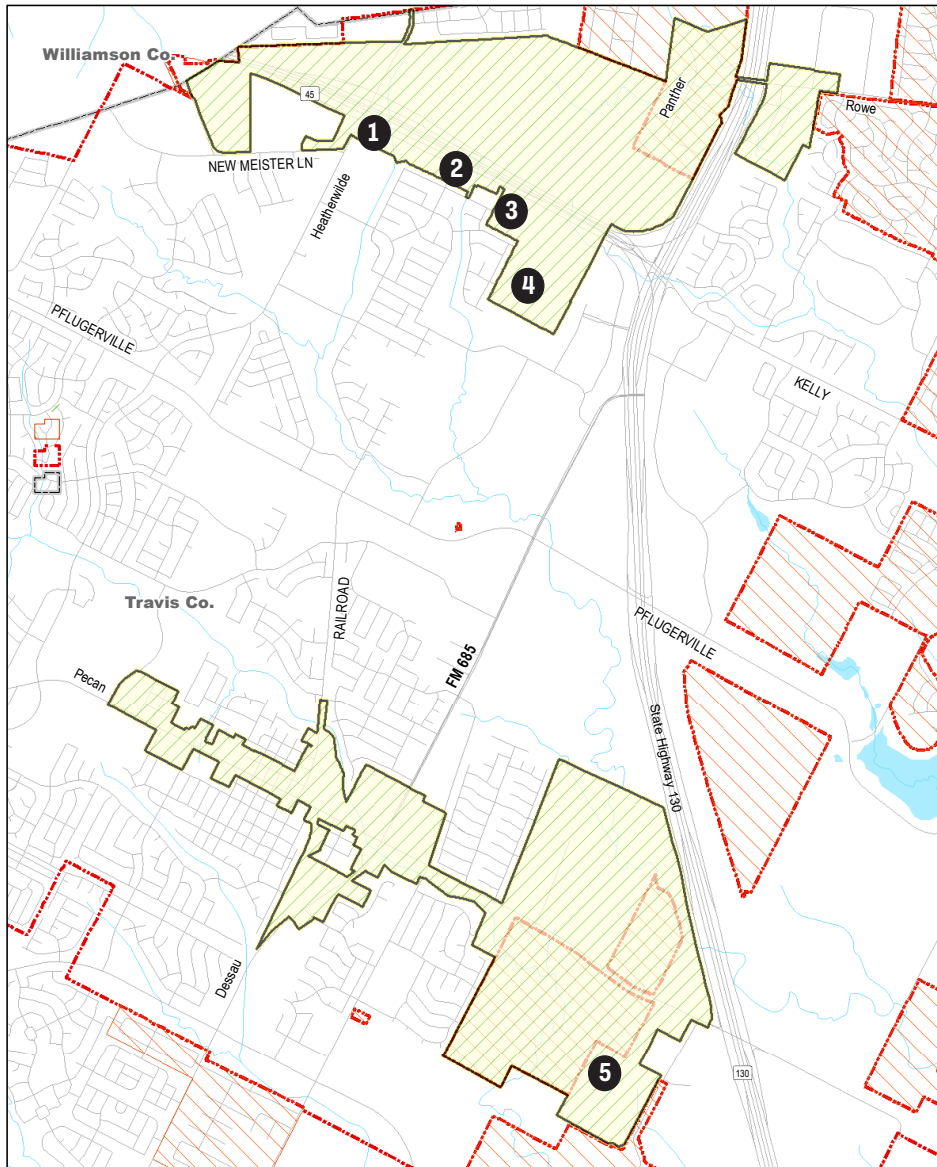 Williamson Co.
45
Panther
Rowe
1
NEW MEISTER LN
2
Heatherwilde
3
4
PFLUGERVILLE
KELLY
Travis Co.
RAILROAD
PFLUGERVILLE
FM 685
Pecan
State Highway 130
Dessau
5
130